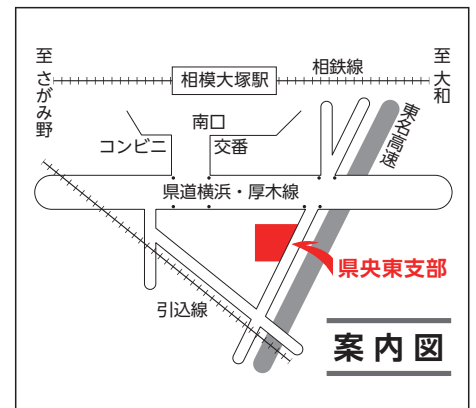 至 さがみ野
相模大塚駅
相鉄線
至 大和
南口
コンビニ
交番
東名高速
県道横浜・厚木線
県央東支部
引込線
案内図